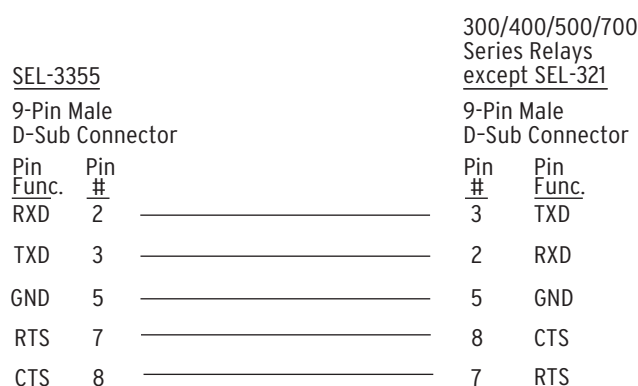 SEL-3355
9-Pin Male
D-Sub Connector
Pin Pin
Func. #
300/400/500/700
Series Relays
except SEL-321
9-Pin Male
D-Sub Connector
Pin Pin
# Func.
RXD 2 3 TXD
TXD 3 2 RXD
GND 5 5 GND
RTS 7 8 CTS
CTS 8 7 RTS